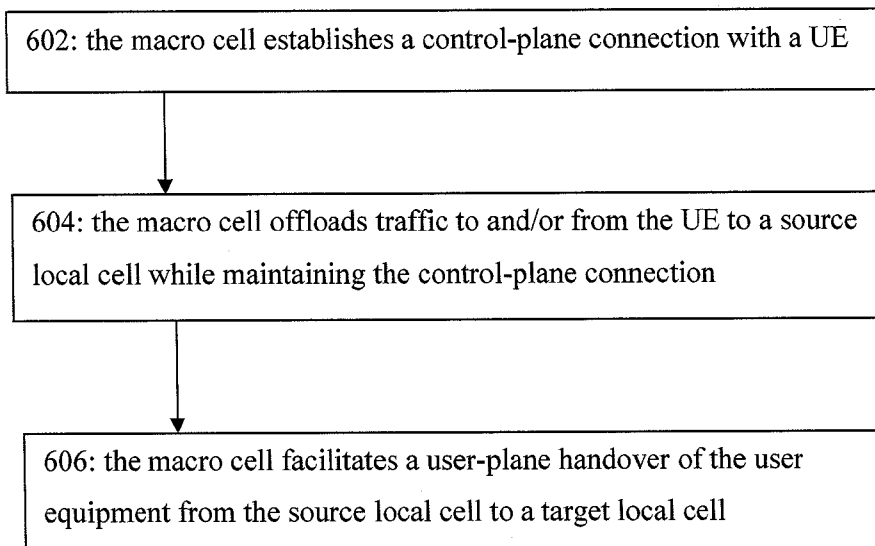 602: the macro cell establishes a control-plane connection with a UE
604: the macro cell offloads traffic to and/or from the UE to a source
local cell while maintaining the control-plane connection
606: the macro cell facilitates a user-plane handover of the user
equipment from the source local cell to a target local cell